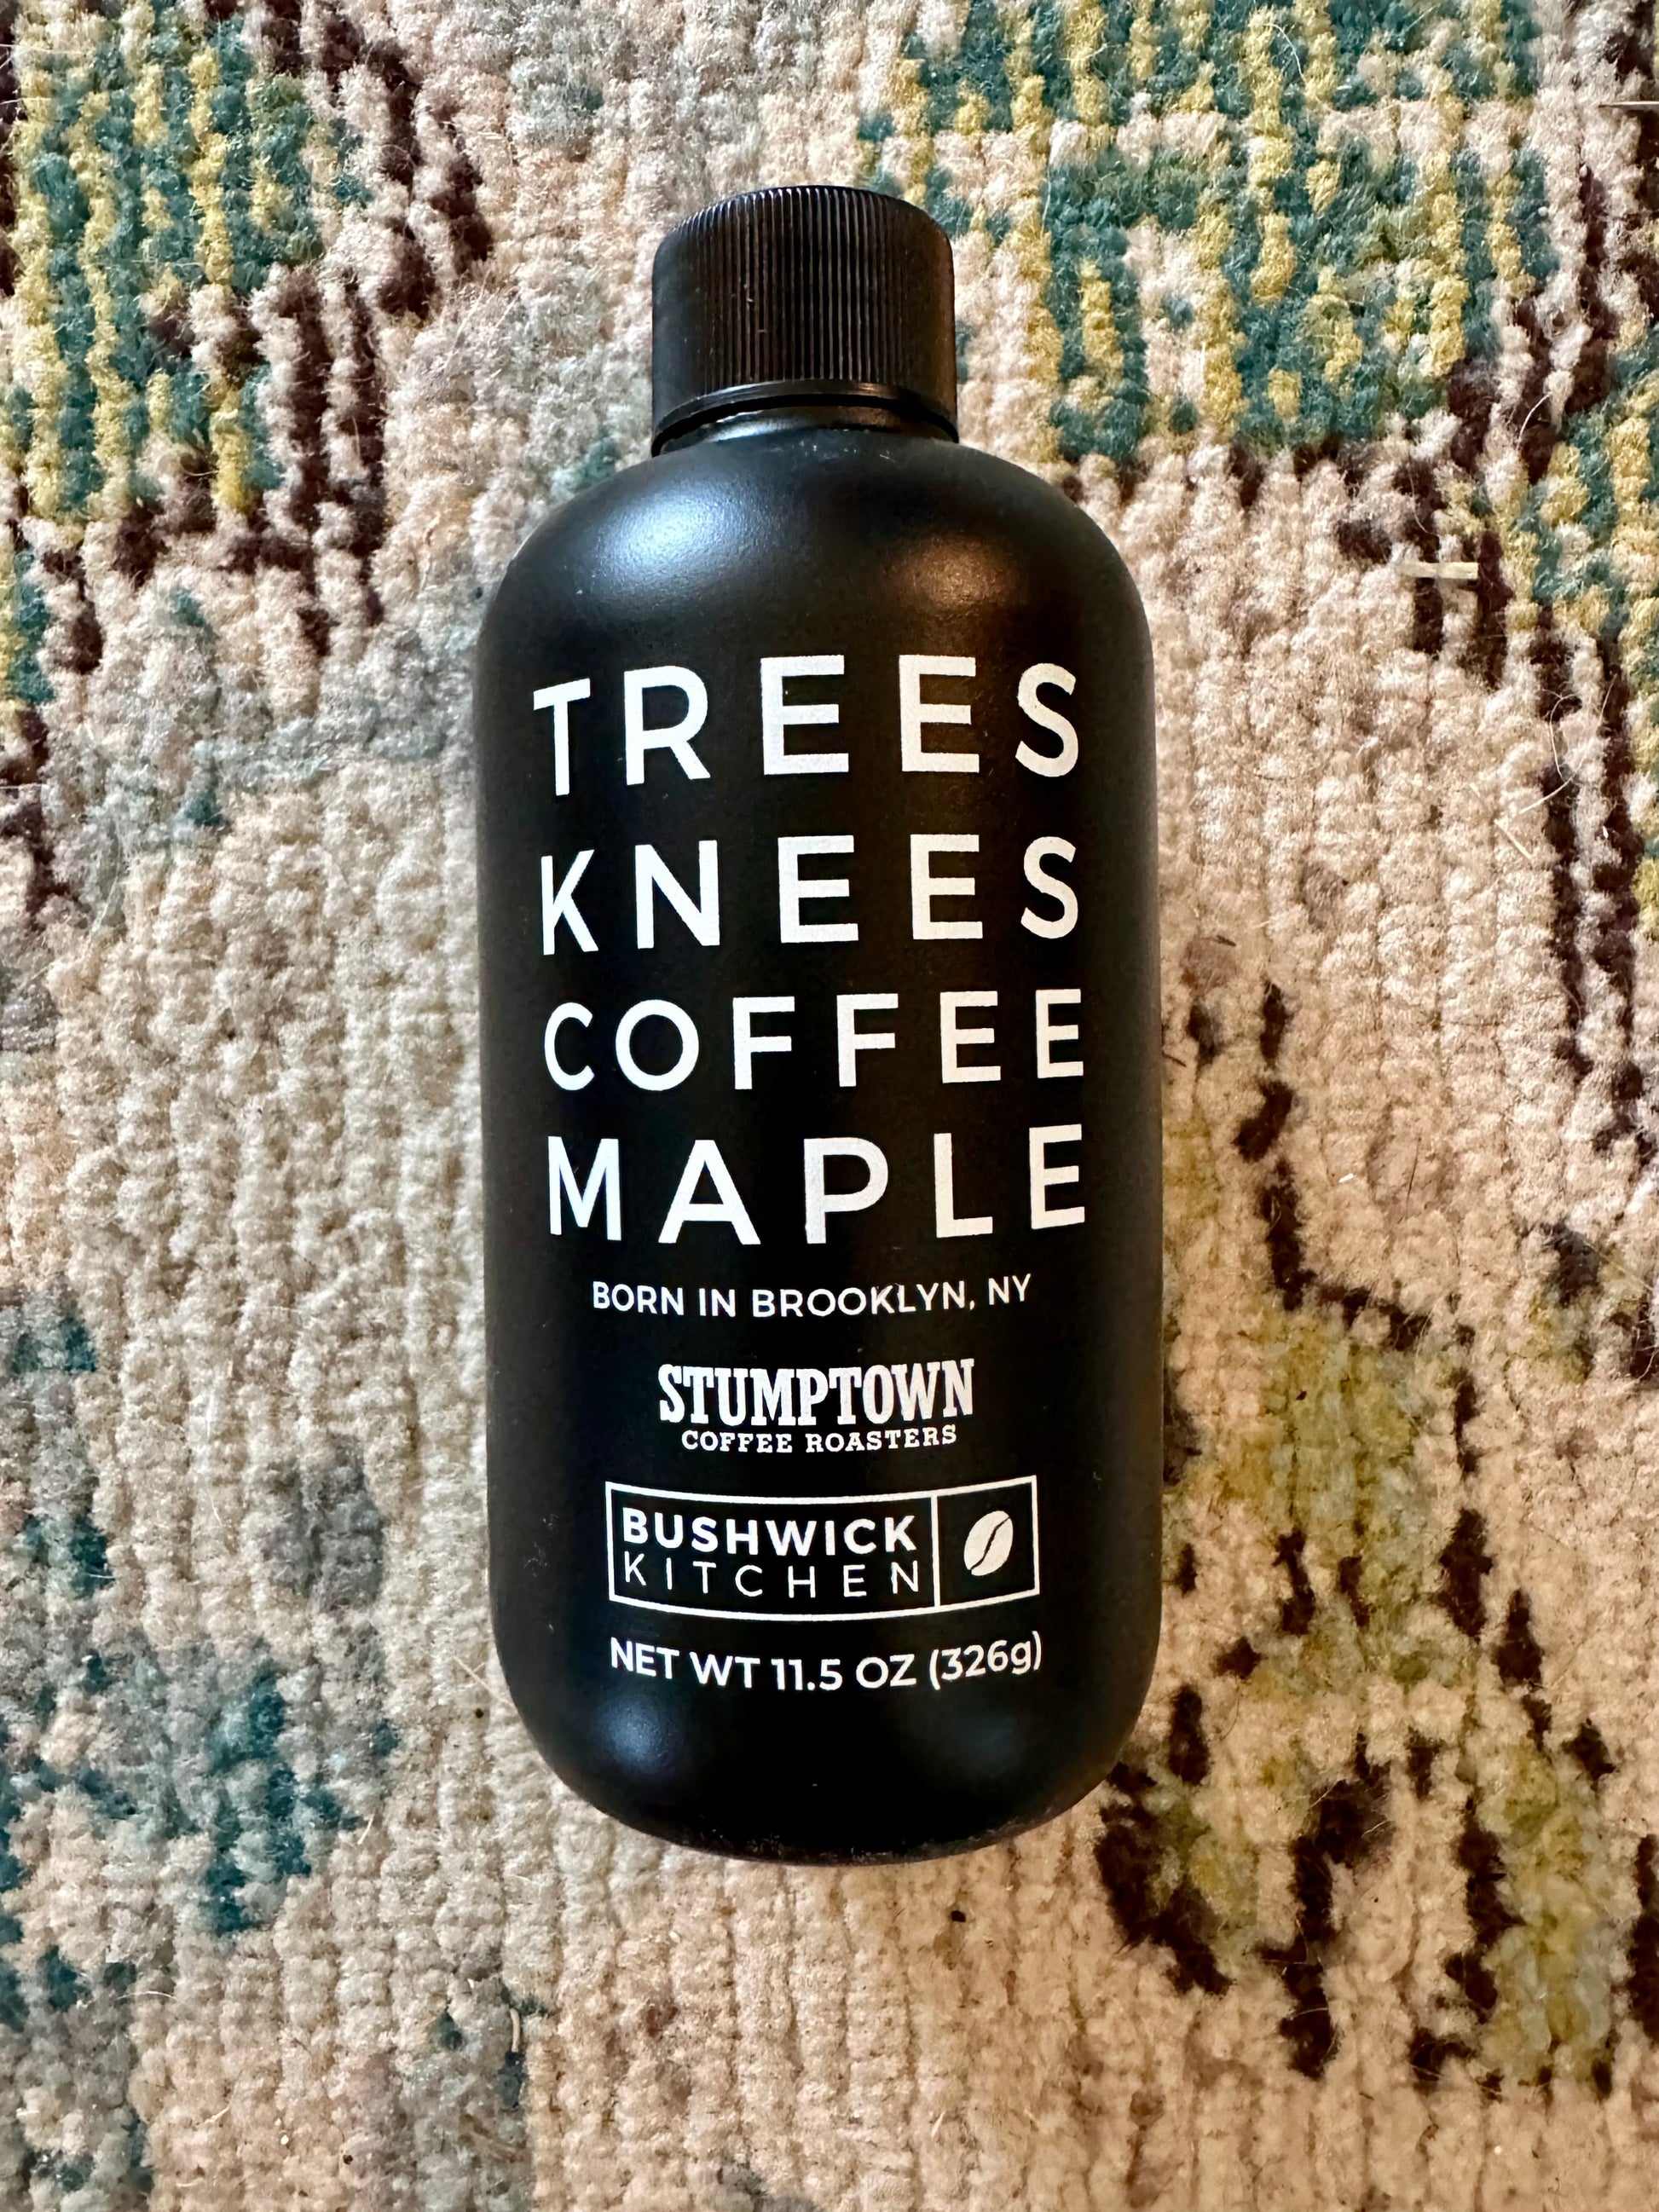 TREES
KNEES
COFFEE
MAPLE
BORN IN BROOKLYN, NY
STUMPTOWN
COFFEE ROASTERS
BUSHWICK
KITCHEN
NET WT 11.5 OZ (326g)